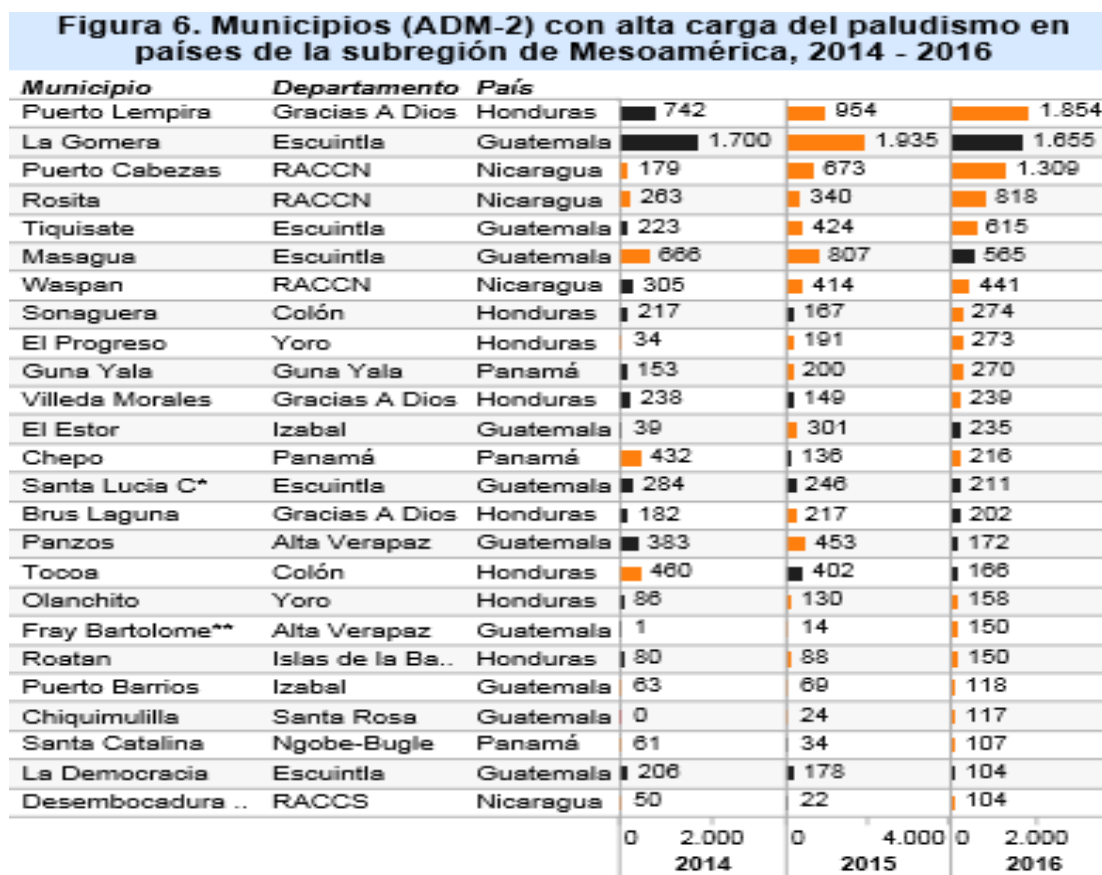 Figura 6. Municipios (ADM-2) con alta carga del paludismo en
países de la subregión de Mesoamérica, 2014 - 2016
Municipio Departamento País
Puerto Lempira Gracias A Dios Honduras 742 954 1.854
La Gomera Escuintla Guatemala 1.700 1.935 1.655
Puerto Cabezas RACCN Nicaragua 179 673 1.309
Rosita RACCN Nicaragua 263 340 818
Tiquisate Escuintla Guatemala 223 424 615
Masagua Escuintla Guatemala 666 807 565
Waspan RACCN Nicaragua 305 414 441
Sonaguera Colón Honduras 217 167 274
El Progreso Yoro Honduras 34 191 273
Guna Yala Guna Yala Panamá 153 200 270
Villeda Morales Gracias A Dios Honduras 238 149 239
El Estor Izabal Guatemala 39 301 235
Chepo Panamá Panamá 432 136 216
Santa Lucia C* Escuintla Guatemala 284 246 211
Brus Laguna Gracias A Dios Honduras 182 217 202
Panzos Alta Verapaz Guatemala 383 453 172
Tocoa Colón Honduras 460 402 166
Olanchito Yoro Honduras 86 130 158
Fray Bartolome** Alta Verapaz Guatemala 1 14 150
Roatan Islas de la Ba.. Honduras 80 88 150
Puerto Barrios Izabal Guatemala 63 69 118
Chiquimulilla Santa Rosa Guatemala 0 24 117
Santa Catalina Ngobe-Bugle Panamá 61 34 107
La Democracia Escuintla Guatemala 206 178 104
Desembocadura .. RACCS Nicaragua 50 22 104
0 2.000 0 4.000 0 2.000
2014 2015 2016